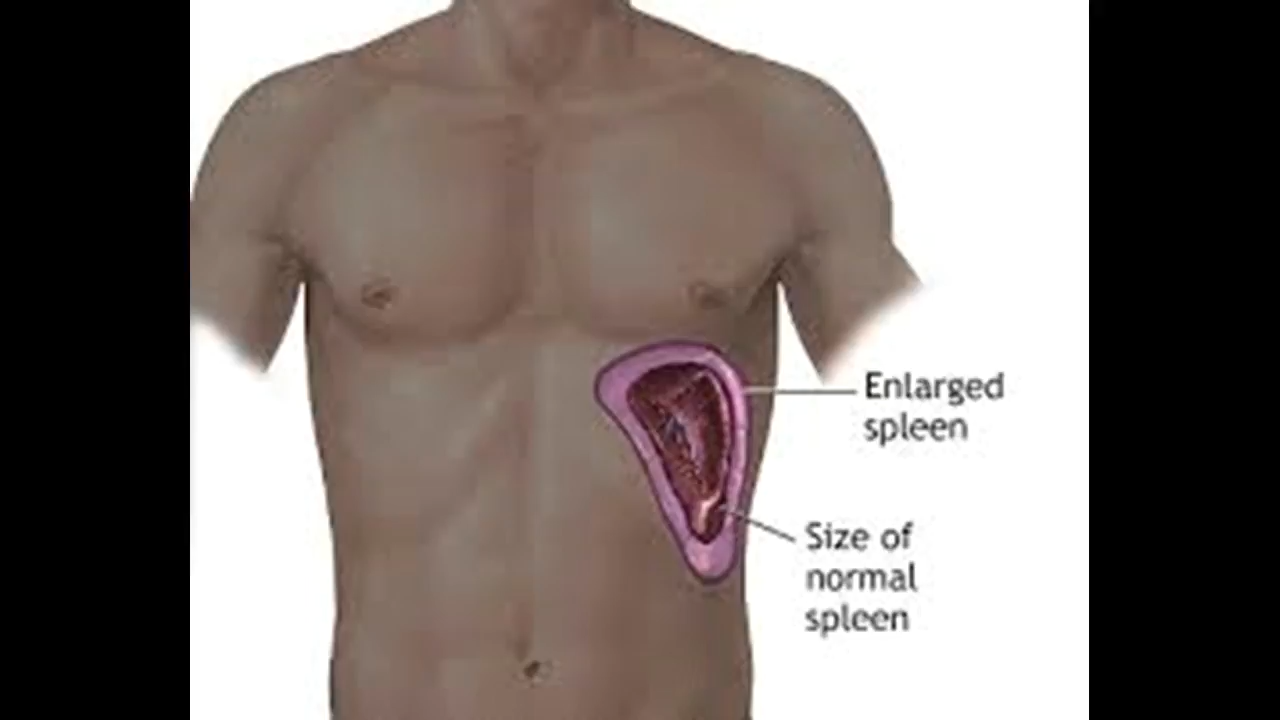 Enlarged
spleen
Size of
normal
spleen